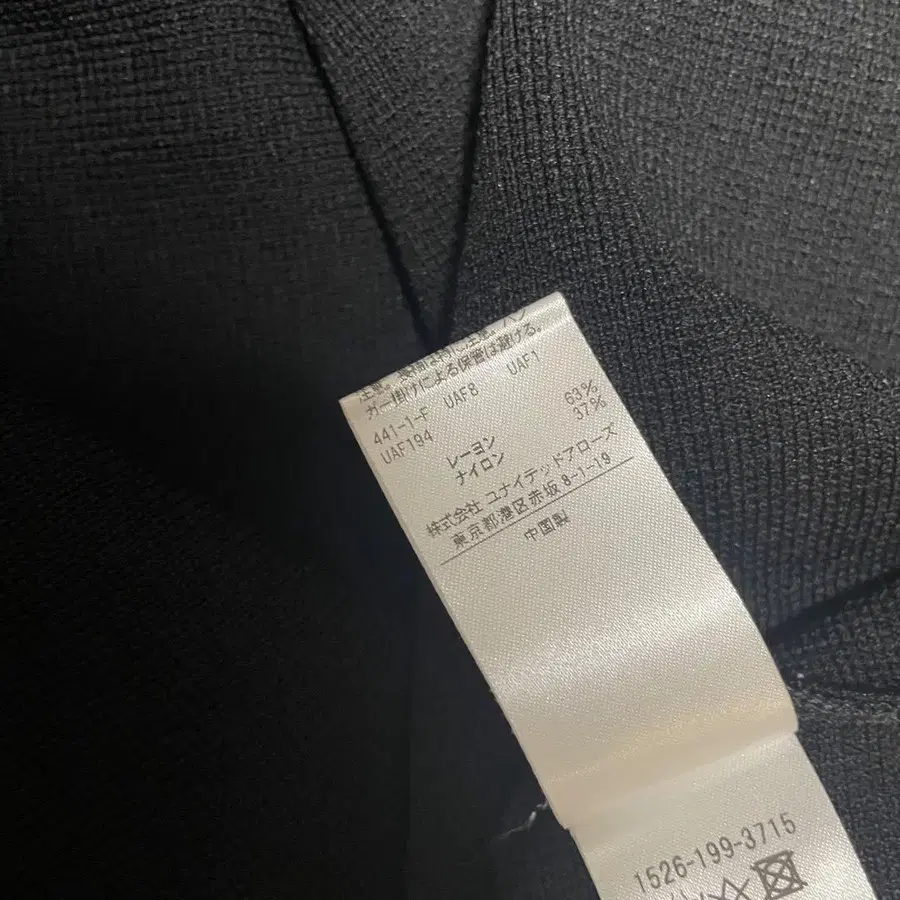 注意。
ガー掛けによる保管は避ける。
441-1-F UAF8 UAF1
UAF194
レーヨン 63%
ナイロン 37%
株式会社 ユナイテッドアローズ
東京都港区赤坂8-1-19
中国製
1526-199-3715